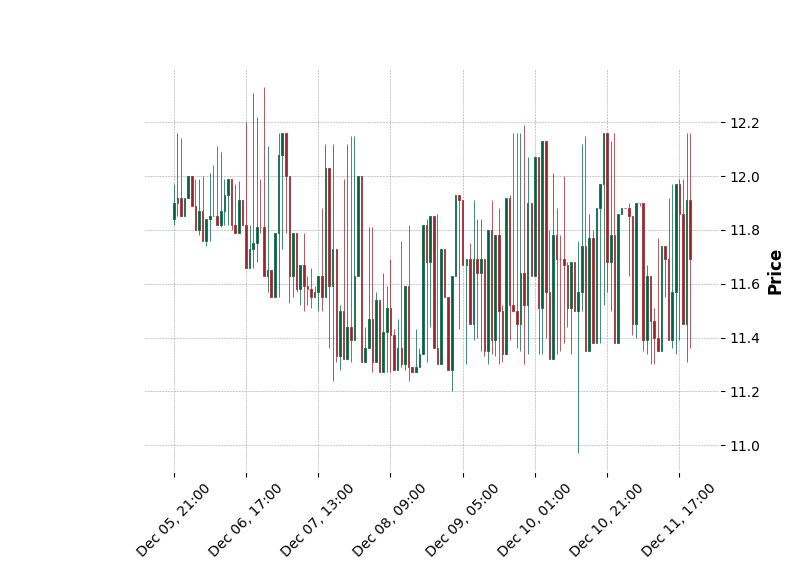 12.2
12.0
11.8
11.6
11.4
11.2
11.0
Price
Dec 05, 21:00
Dec 06, 17:00
Dec 07, 13:00
Dec 08, 09:00
Dec 09, 05:00
Dec 10, 01:00
Dec 10, 21:00
Dec 11, 17:00